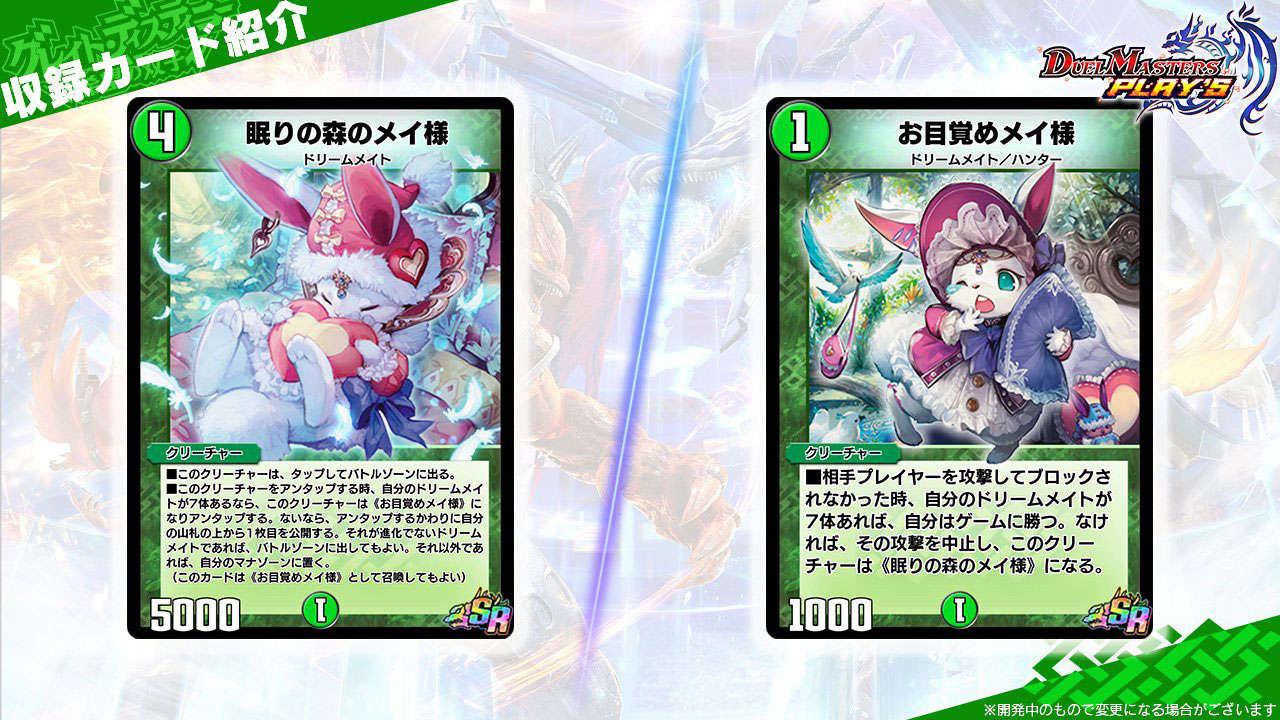 グレイト・ディスティニー
収録カード紹介
DUEL MASTERS
PLAY'S
4
眠りの森のメイ様
ドリームメイト
クリーチャー
■このクリーチャーは、タップしてバトルゾーンに出る。
■このクリーチャーをアンタップする時、自分のドリームメイ
トが7体あるなら、このクリーチャーは《お目覚めメイ様》に
なりアンタップする。ないなら、アンタップするかわりに自分
の山札の上から1枚目を公開する。それが進化でないドリーム
メイトであれば、バトルゾーンに出してもよい。それ以外であ
れば、自分のマナゾーンに置く。
（このカードは《お目覚めメイ様》として召喚してもよい）
5000
1
SR
1
お目覚めメイ様
ドリームメイト／ハンター
クリーチャー
■相手プレイヤーを攻撃してブロックさ
れなかった時、自分のドリームメイトが
7体あれば、自分はゲームに勝つ。なけ
れば、その攻撃を中止し、このクリー
チャーは《眠りの森のメイ様》になる。
1000
1
SR
※開発中のもので変更になる場合がございます